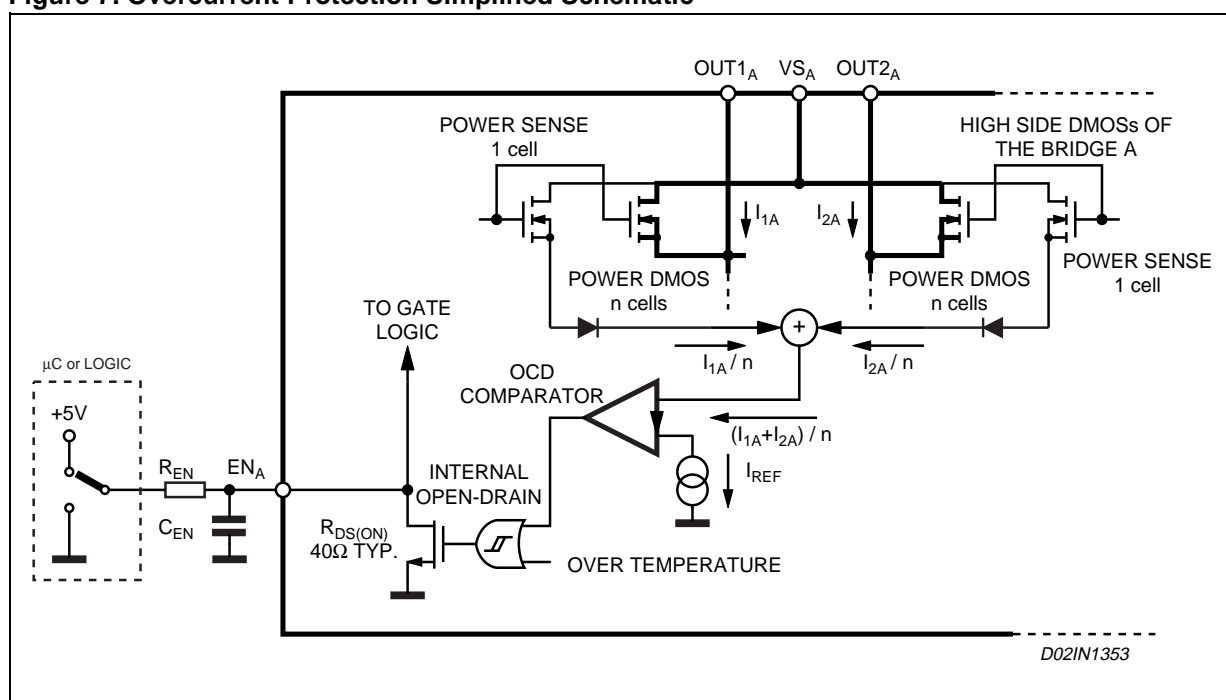 Figure 7. Overcurrent Protection Simplified Schematic
OUT1A VSA OUT2A
POWER SENSE
1 cell
HIGH SIDE DMOSs OF
THE BRIDGE A
I1A
I2A
POWER DMOS
n cells
POWER DMOS
n cells
POWER SENSE
1 cell
TO GATE
LOGIC
+
I1A / n
I2A / n
μC or LOGIC
+5V
OCD
COMPARATOR
(I1A+I2A) / n
IREF
REN
ENA
INTERNAL
OPEN-DRAIN
CEN
RDS(ON)
40Ω TYP.
OVER TEMPERATURE
D02IN1353